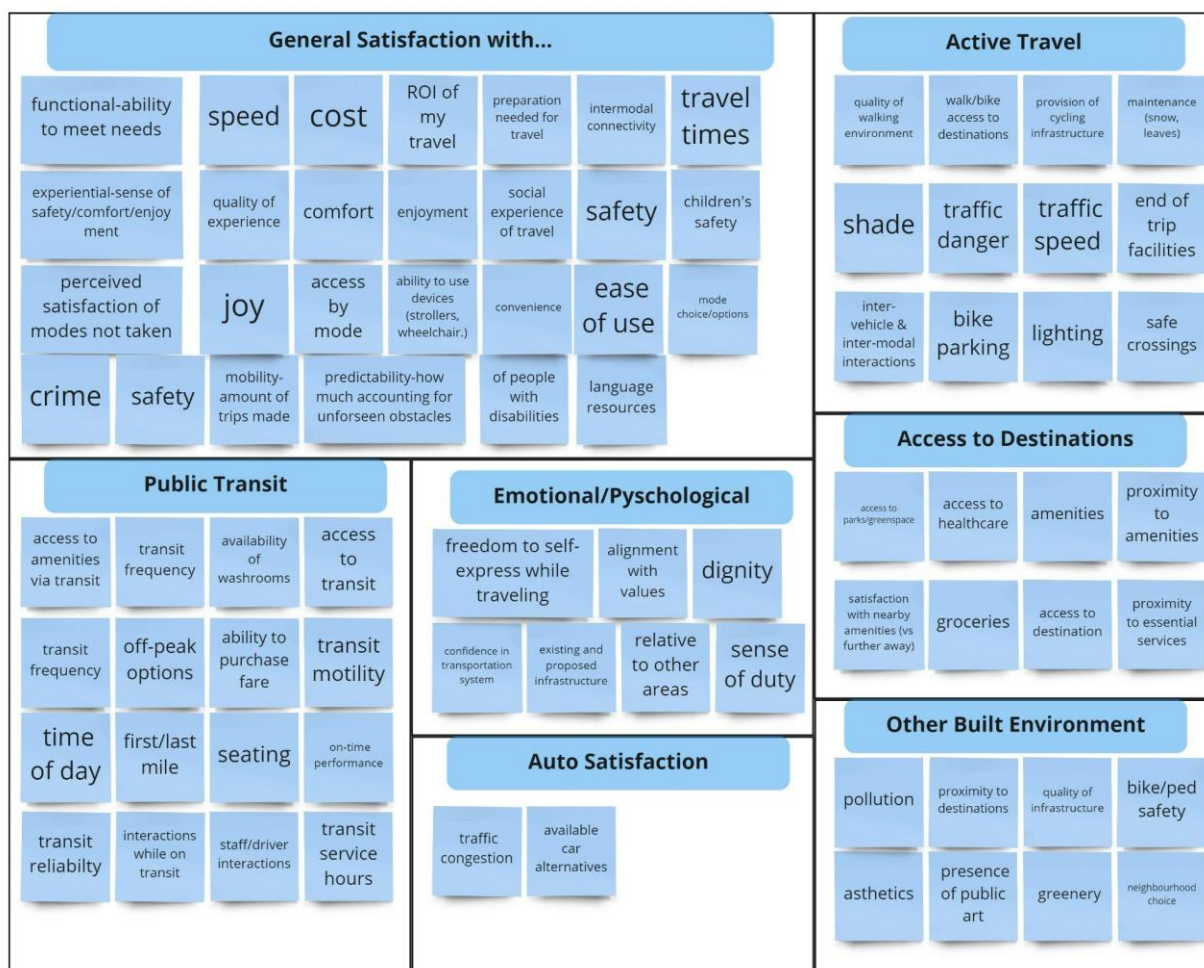 General Satisfaction with...
functional-ability
to meet needs
speed
cost
ROI of
my
travel
preparation
needed for
travel
intermodal
connectivity
travel
times
experiential-sense of
safety/comfort/enjoy
ment
quality of
experience
comfort
enjoyment
social
experience
of travel
safety
children's
safety
perceived
satisfaction of
modes not taken
joy
access
by
mode
ability to use
devices
(strollers,
wheelchair.)
convenience
ease
of use
mode
choice/options
crime
safety
mobility-
amount of
trips made
predictability-how
much accounting for
unforseen obstacles
of people
with
disabilities
language
resources
Active Travel
quality of
walking
environment
walk/bike
access to
destinations
provision of
cycling
infrastructure
maintenance
(snow,
leaves)
shade
traffic
danger
traffic
speed
end of
trip
facilities
inter-
vehicle &
inter-modal
interactions
bike
parking
lighting
safe
crossings
Public Transit
access to
amenities
via transit
transit
frequency
availability
of
washrooms
access
to
transit
transit
frequency
off-peak
options
ability to
purchase
fare
transit
motility
time
of day
first/last
mile
seating
on-time
performance
transit
reliabilty
interactions
while on
transit
staff/driver
interactions
transit
service
hours
Emotional/Pyschological
freedom to self-
express while
traveling
alignment
with
values
dignity
confidence in
transportation
system
existing and
proposed
infrastructure
relative
to other
areas
sense
of duty
Auto Satisfaction
traffic
congestion
available
car
alternatives
Access to Destinations
access to
parks/greenspace
access to
healthcare
amenities
proximity
to
amenities
satisfaction
with nearby
amenities (vs
further away)
groceries
access to
destination
proximity
to essential
services
Other Built Environment
pollution
proximity to
destinations
quality of
infrastructure
bike/ped
safety
asthetics
presence
of public
art
greenery
neighbourhood
choice